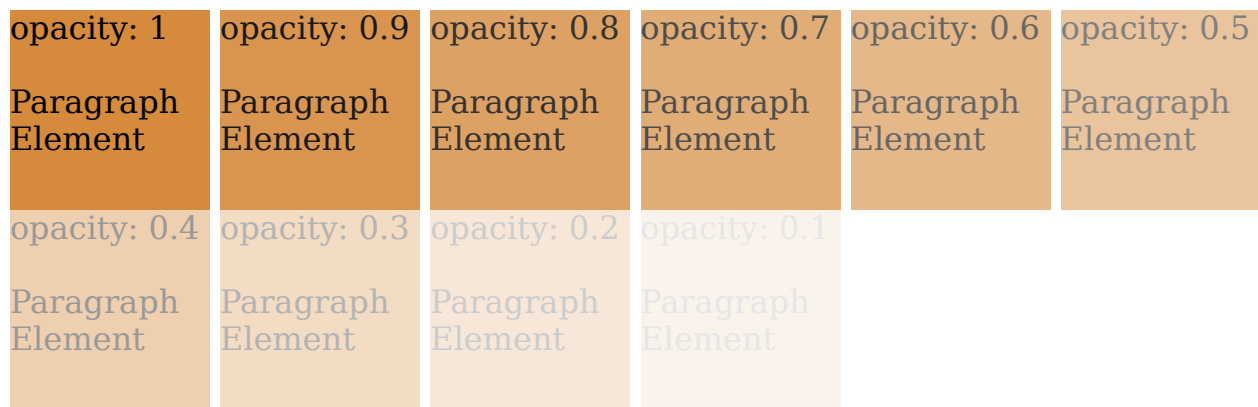 opacity: 1
Paragraph
Element
opacity: 0.9
Paragraph
Element
opacity: 0.8
Paragraph
Element
opacity: 0.7
Paragraph
Element
opacity: 0.6
Paragraph
Element
opacity: 0.5
Paragraph
Element
opacity: 0.4
Paragraph
Element
opacity: 0.3
Paragraph
Element
opacity: 0.2
Paragraph
Element
opacity: 0.1
Paragraph
Element